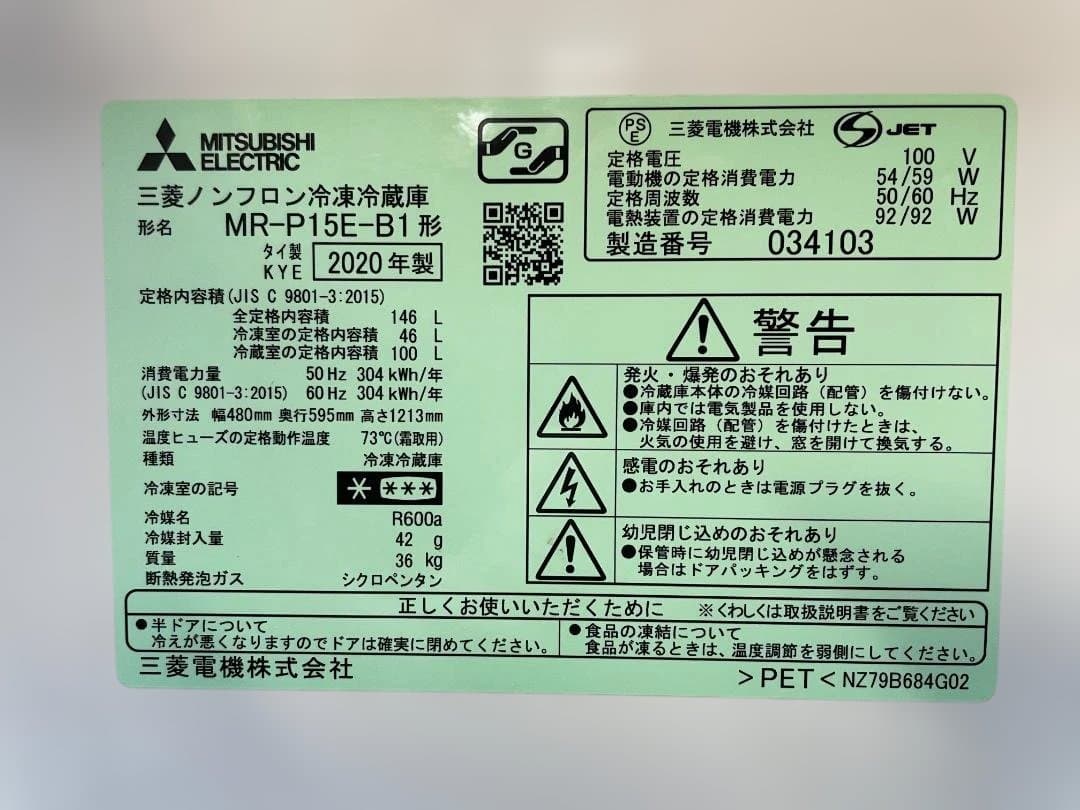 MITSUBISHI
ELECTRIC
三菱ノンフロン冷凍冷蔵庫
形名 MR-P15E-B1形
タイ製
KYE 2020年製
定格内容積(JIS C 9801-3:2015)
全定格内容積 146 L
冷凍室の定格内容積 46 L
冷蔵室の定格内容積 100 L
消費電力量 50Hz 304kWh/年
(JIS C 9801-3:2015) 60Hz 304kWh/年
外形寸法 幅480mm 奥行595mm 高さ1213mm
温度ヒューズの定格動作温度 73℃(霜取用)
種類 冷凍冷蔵庫
冷凍室の記号 ＊ ＊＊＊
冷媒名 R600a
冷媒封入量 42 g
質量 36 kg
断熱発泡ガス シクロペンタン
G
PS
E 三菱電機株式会社 JET
定格電圧 100 V
電動機の定格消費電力 54/59 W
定格周波数 50/60 Hz
電熱装置の定格消費電力 92/92 W
製造番号 034103
警告
発火・爆発のおそれあり
●冷蔵庫本体の冷媒回路（配管）を傷付けない。
●庫内では電気製品を使用しない。
●冷媒回路（配管）を傷付けたときは、
火気の使用を避け、窓を開けて換気する。
感電のおそれあり
●お手入れのときは電源プラグを抜く。
幼児閉じ込めのおそれあり
●保管時に幼児閉じ込めが懸念される
場合はドアパッキングをはずす。
正しくお使いいただくために ※くわしくは取扱説明書をご覧ください
●半ドアについて
冷えが悪くなりますのでドアは確実に閉めてください。
●食品の凍結について
食品が凍るときは、温度調節を弱側にしてください。
三菱電機株式会社
>PET< NZ79B684G02